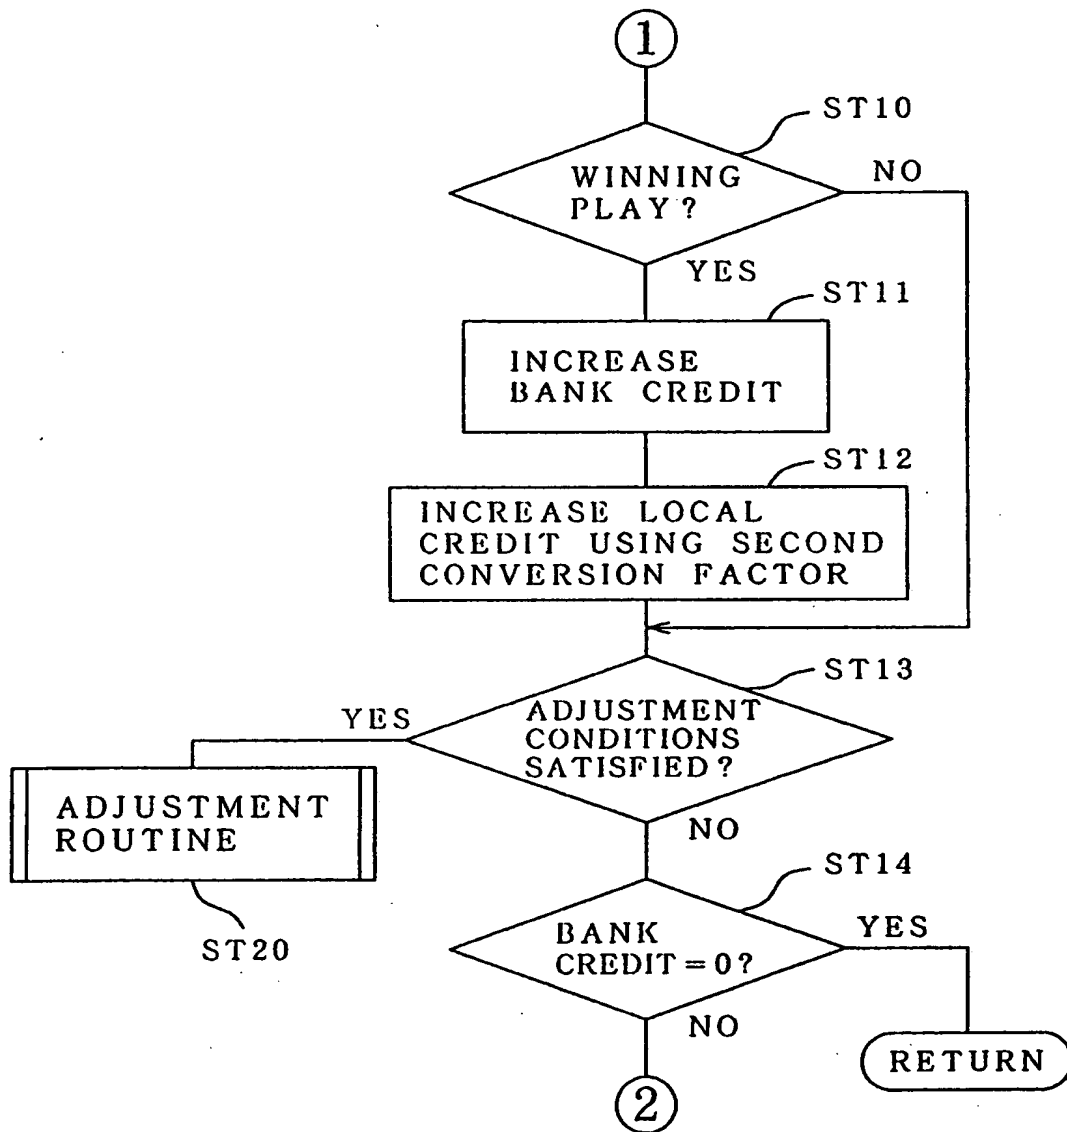 1
ST10
WINNING
PLAY?
NO
YES
ST11
INCREASE
BANK CREDIT
ST12
INCREASE LOCAL
CREDIT USING SECOND
CONVERSION FACTOR
ST13
YES
ADJUSTMENT
CONDITIONS
SATISFIED?
ADJUSTMENT
ROUTINE
NO
ST14
ST20
BANK
CREDIT=0?
YES
NO
RETURN
2